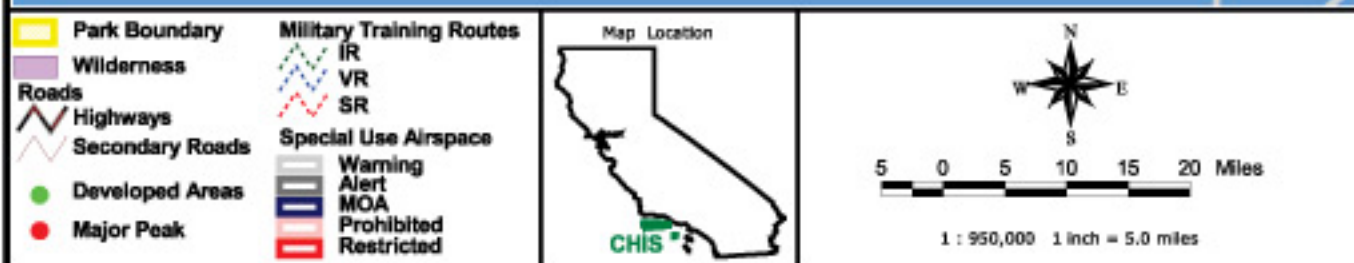 Park Boundary
Wilderness
Roads
Highways
Secondary Roads
Developed Areas
Major Peak
Military Training Routes
IR
VR
SR
Special Use Airspace
Warning
Alert
MOA
Prohibited
Restricted
Map Location
CHIS
N
W E
S
5 0 5 10 15 20 Miles
1 : 950,000 1 inch = 5.0 miles